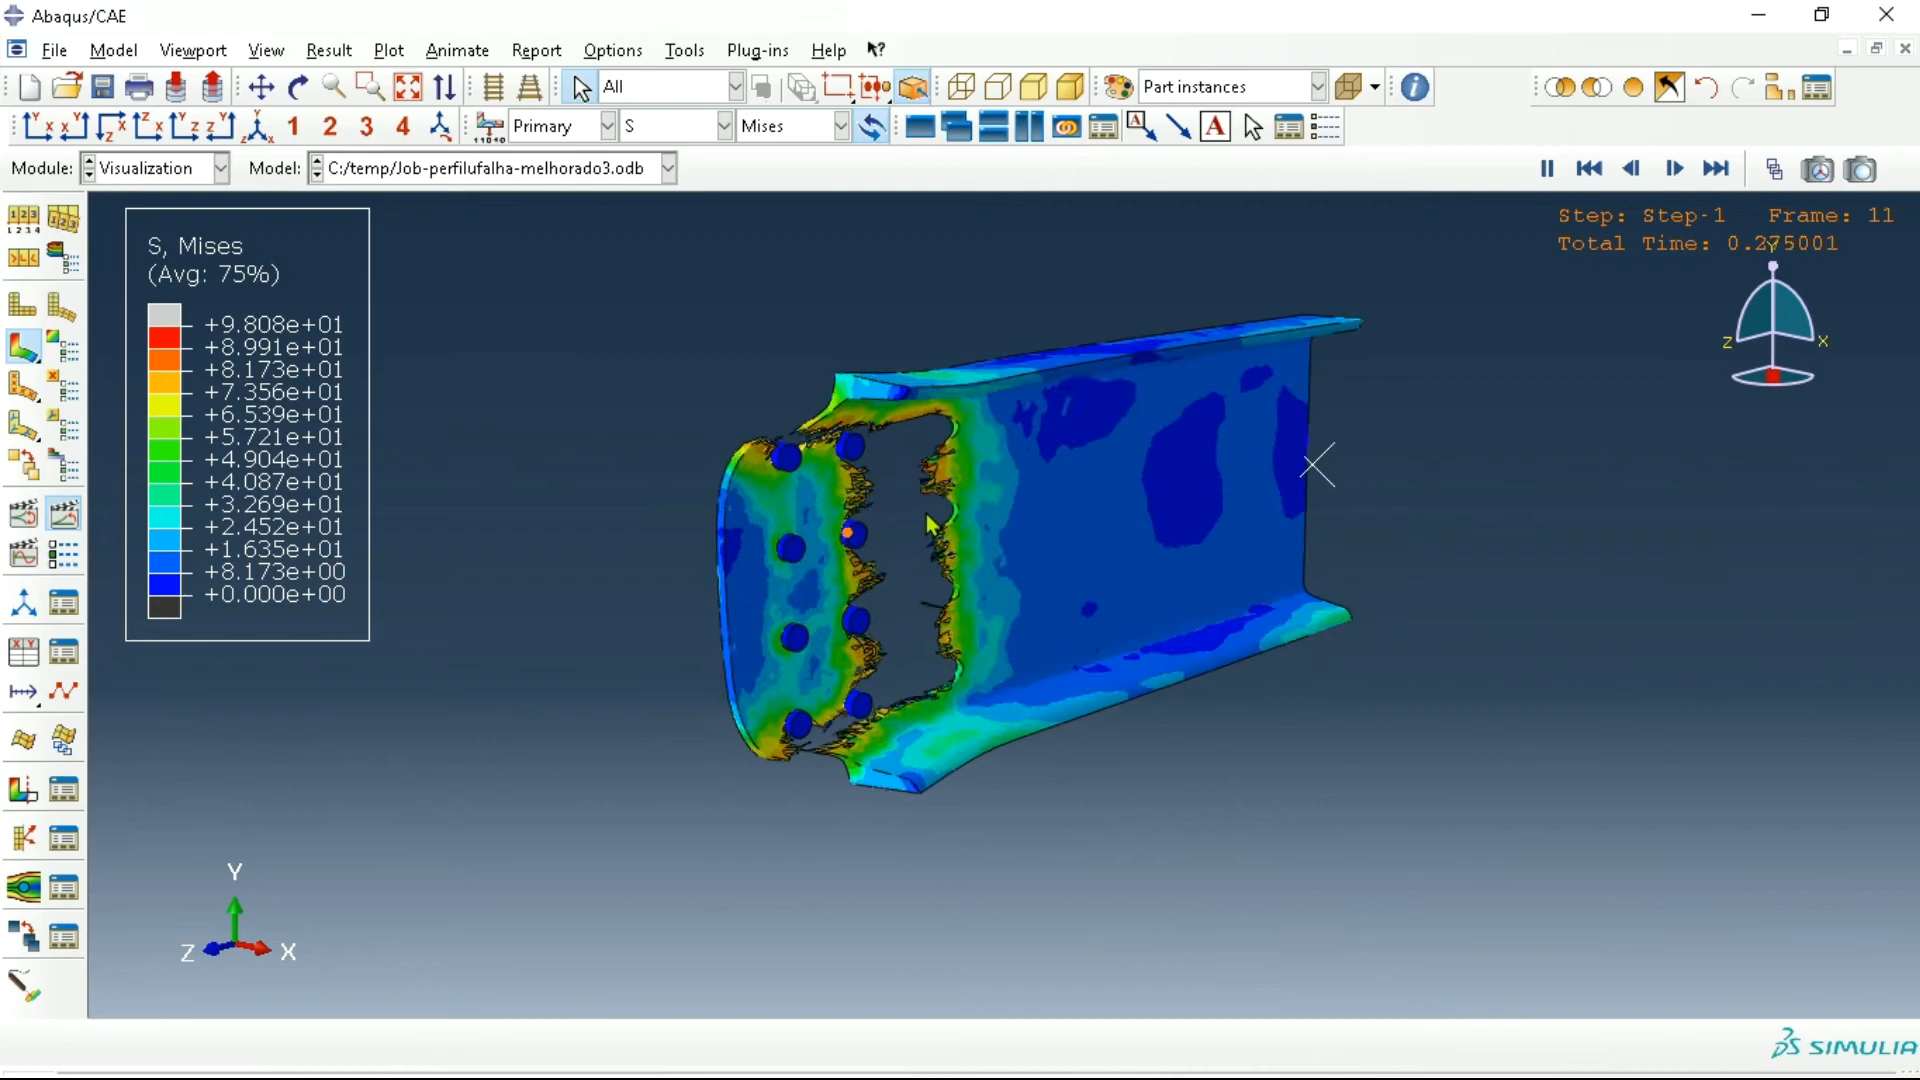 Abaqus/CAE
File Model Viewport View Result Plot Animate Report Options Tools Plug-ins Help
All Part instances
1 2 3 4 Primary S Mises
Module: Visualization Model: C:/temp/Job-perfilufalha-melhorado3.odb
Step: Step-1 Frame: 11
Total Time: 0.275001
S, Mises
(Avg: 75%)
+9.808e+01
+8.991e+01
+8.173e+01
+7.356e+01
+6.539e+01
+5.721e+01
+4.904e+01
+4.087e+01
+3.269e+01
+2.452e+01
+1.635e+01
+8.173e+00
+0.000e+00
Y
Z X
Y
Z X
SIMULIA